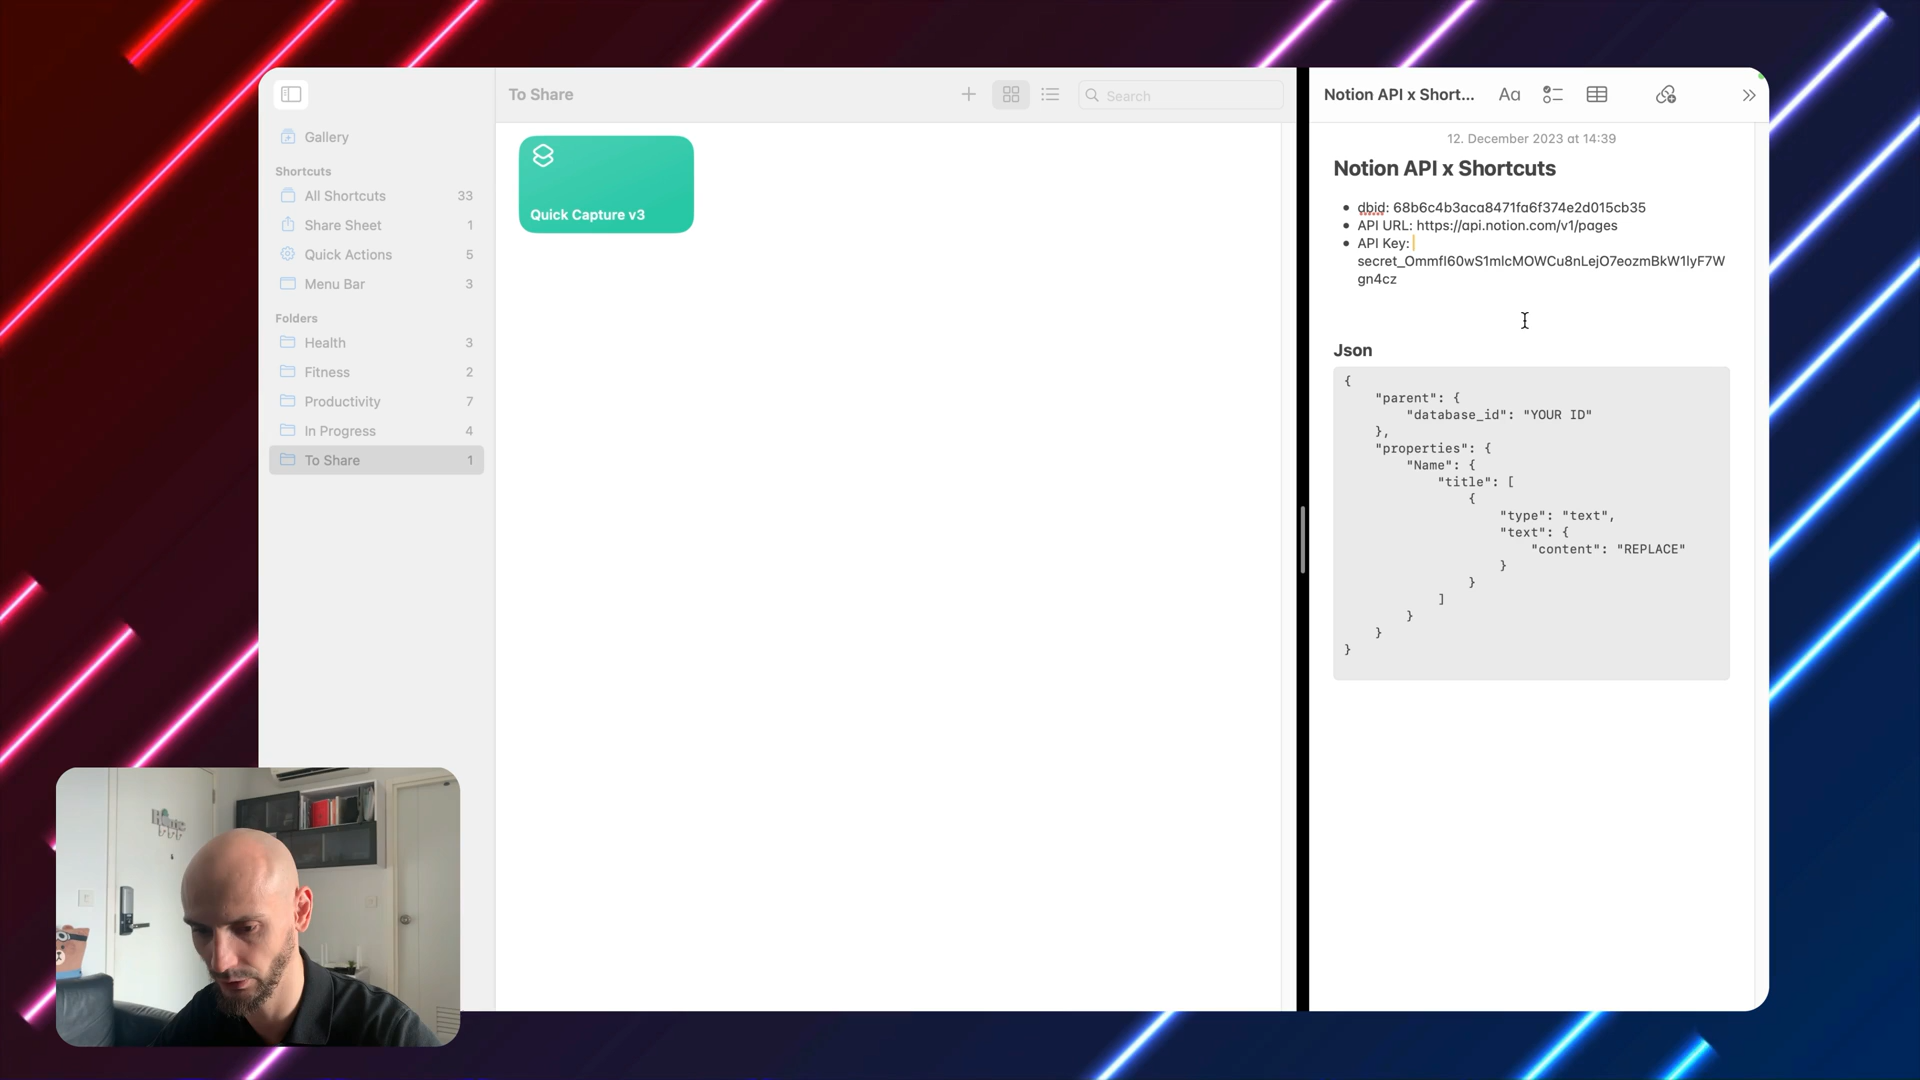 To Share
Search
Gallery
Shortcuts
All Shortcuts 33
Share Sheet 1
Quick Actions 5
Menu Bar 3
Folders
Health 3
Fitness 2
Productivity 7
In Progress 4
To Share 1
Quick Capture v3
Notion API x Short...
Aa
12. December 2023 at 14:39
Notion API x Shortcuts
• dbid: 68b6c4b3aca8471fa6f374e2d015cb35
• API URL: https://api.notion.com/v1/pages
• API Key:
secret_OmmfI60wS1mlcMOWCu8nLejO7eozmBkW1lyF7W
gn4cz
Json
{
    "parent": {
        "database_id": "YOUR ID"
    },
    "properties": {
        "Name": {
            "title": [
                {
                    "type": "text",
                    "text": {
                        "content": "REPLACE"
                    }
                }
            ]
        }
    }
}
Home